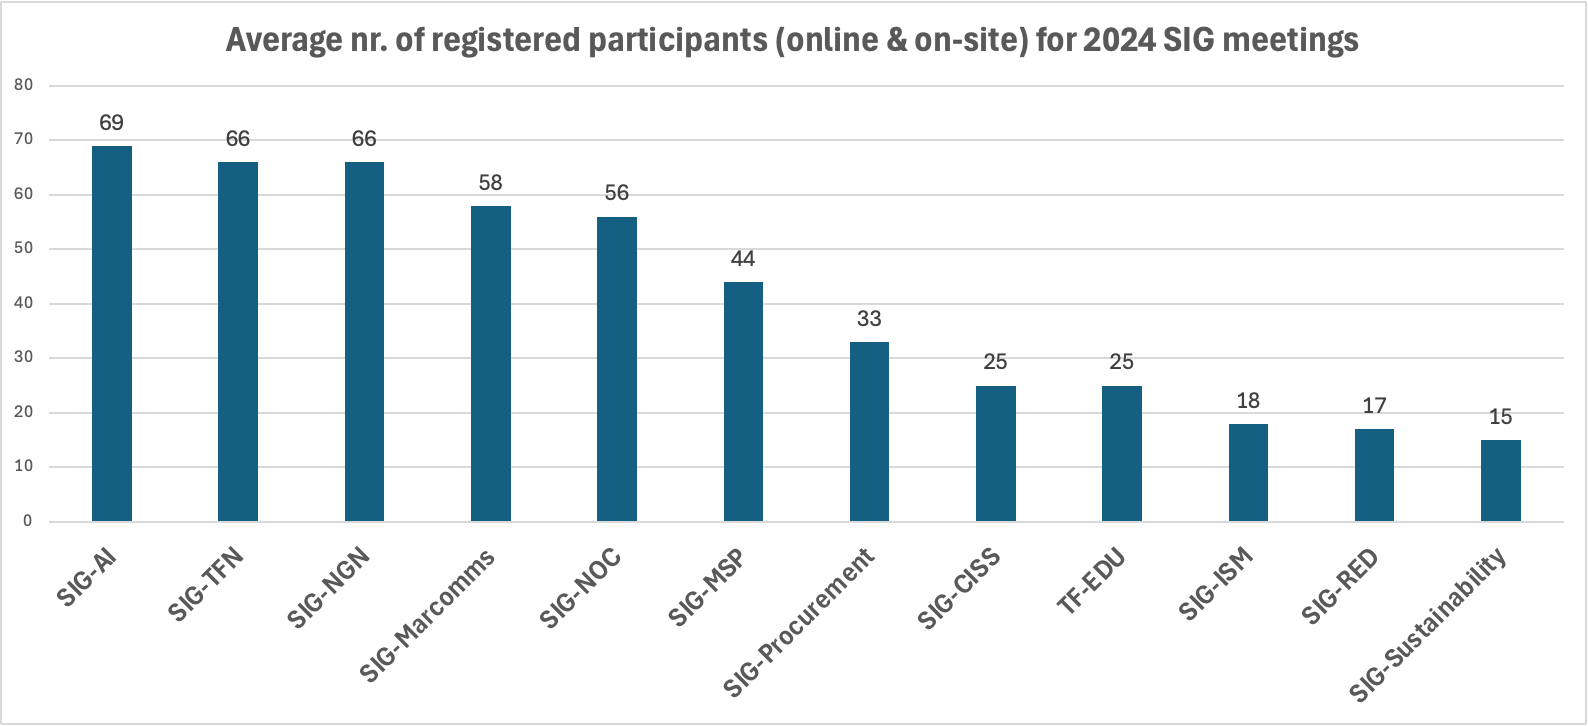 Average nr. of registered participants (online & on-site) for 2024 SIG meetings
80
70
60
50
40
30
20
10
0
69
66
66
58
56
44
33
25
25
18
17
15
SIG-AI
SIG-TFN
SIG-NGN
SIG-Marcomms
SIG-NOC
SIG-MSP
SIG-Procurement
SIG-CISS
TF-EDU
SIG-ISM
SIG-RED
SIG-Sustainability